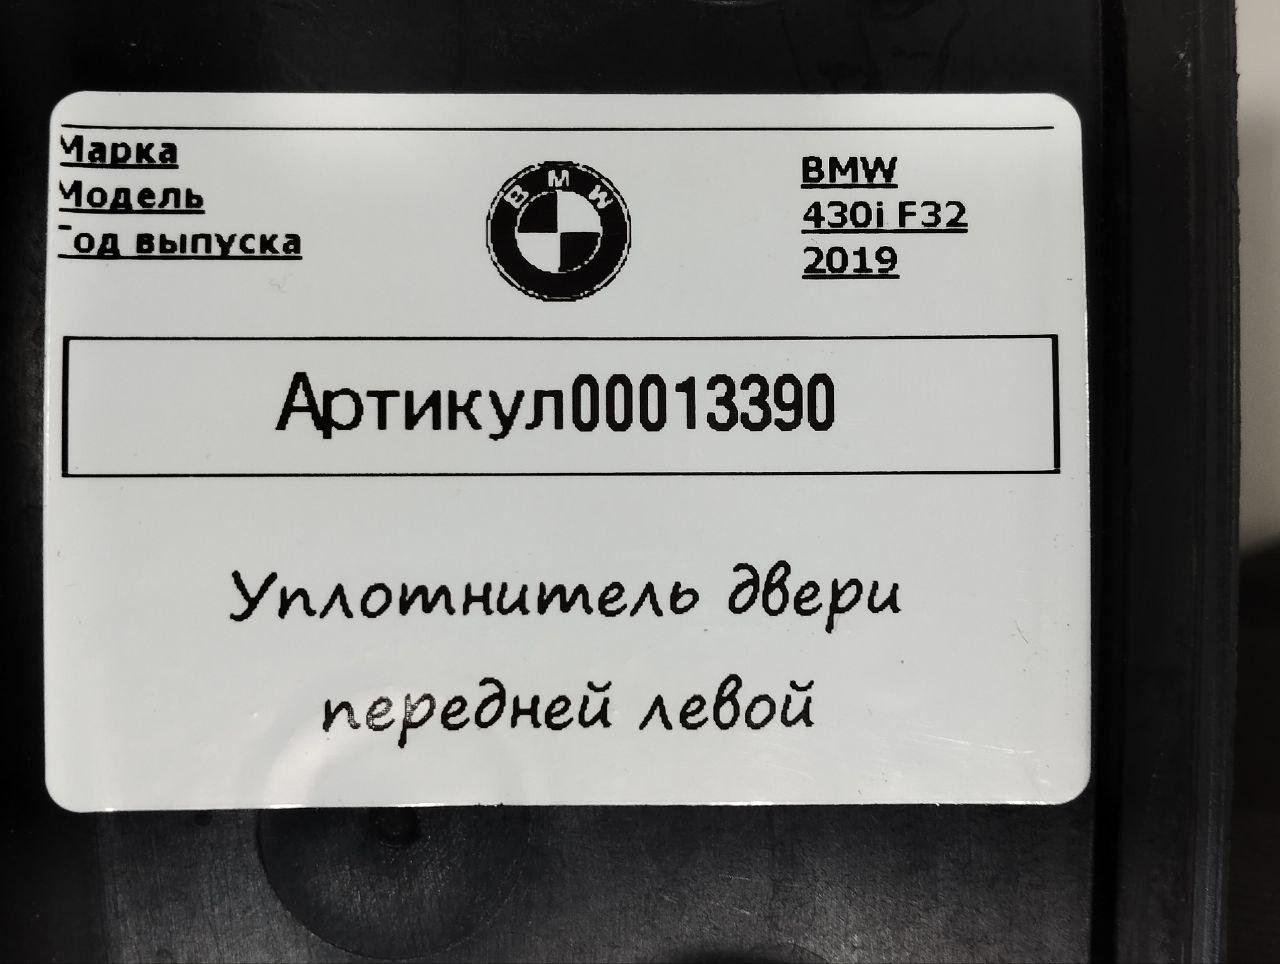 Марка
Модель
Год выпуска
BMW
BMW
430i F32
2019
Артикул00013390
Уплотнитель двери
передней левой